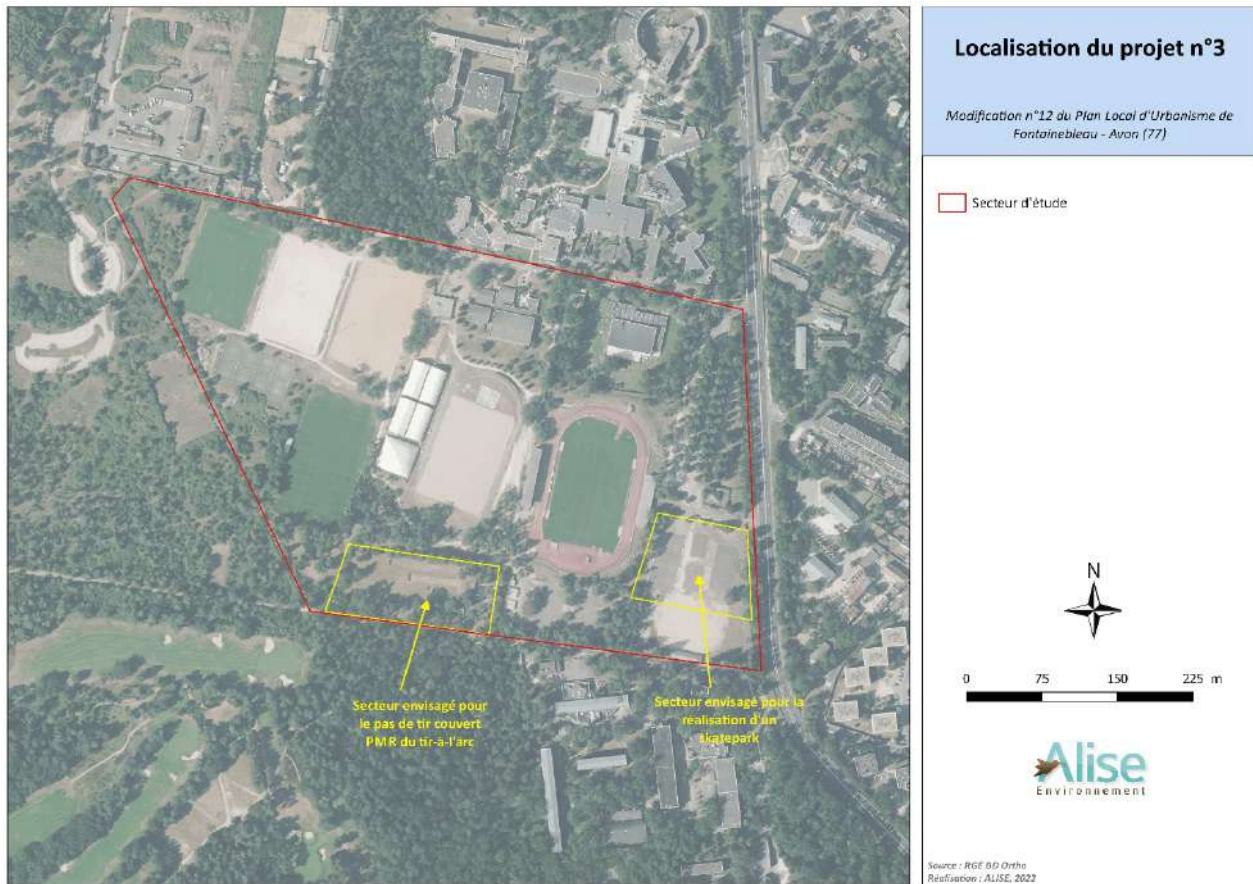 Localisation du projet n°3
Modification n°12 du Plan Local d'Urbanisme de
Fontainebleau - Avon (77)
Secteur d'étude
N
0 75 150 225 m
Alise
Environnement
Source : RGE BD Ortho
Réalisation : ALISE, 2022
Secteur envisagé pour
le pas de tir couvert
PMR du tir-à-l'arc
Secteur envisagé pour la
réalisation d'un
skatepark